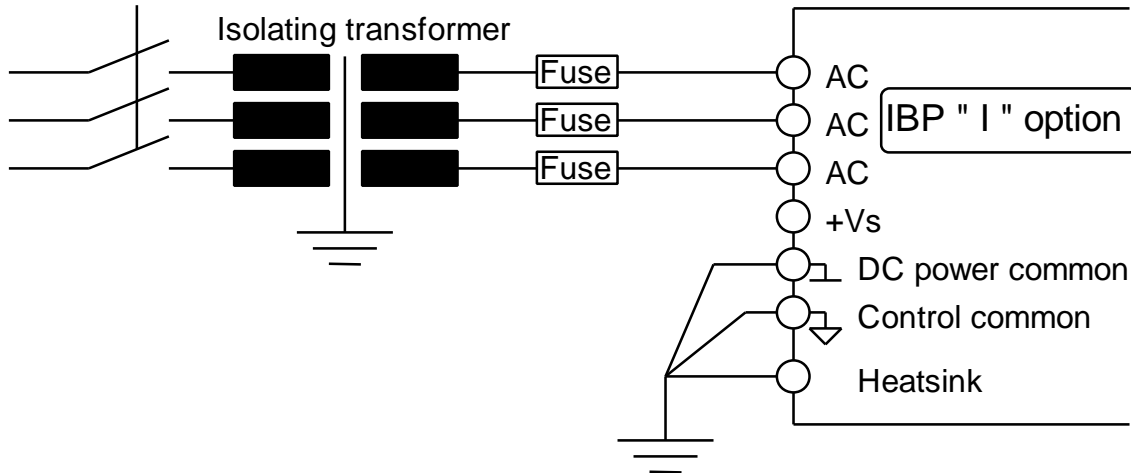 Isolating transformer
Fuse
AC
Fuse
AC
IBP " I " option
Fuse
AC
+Vs
DC power common
Control common
Heatsink